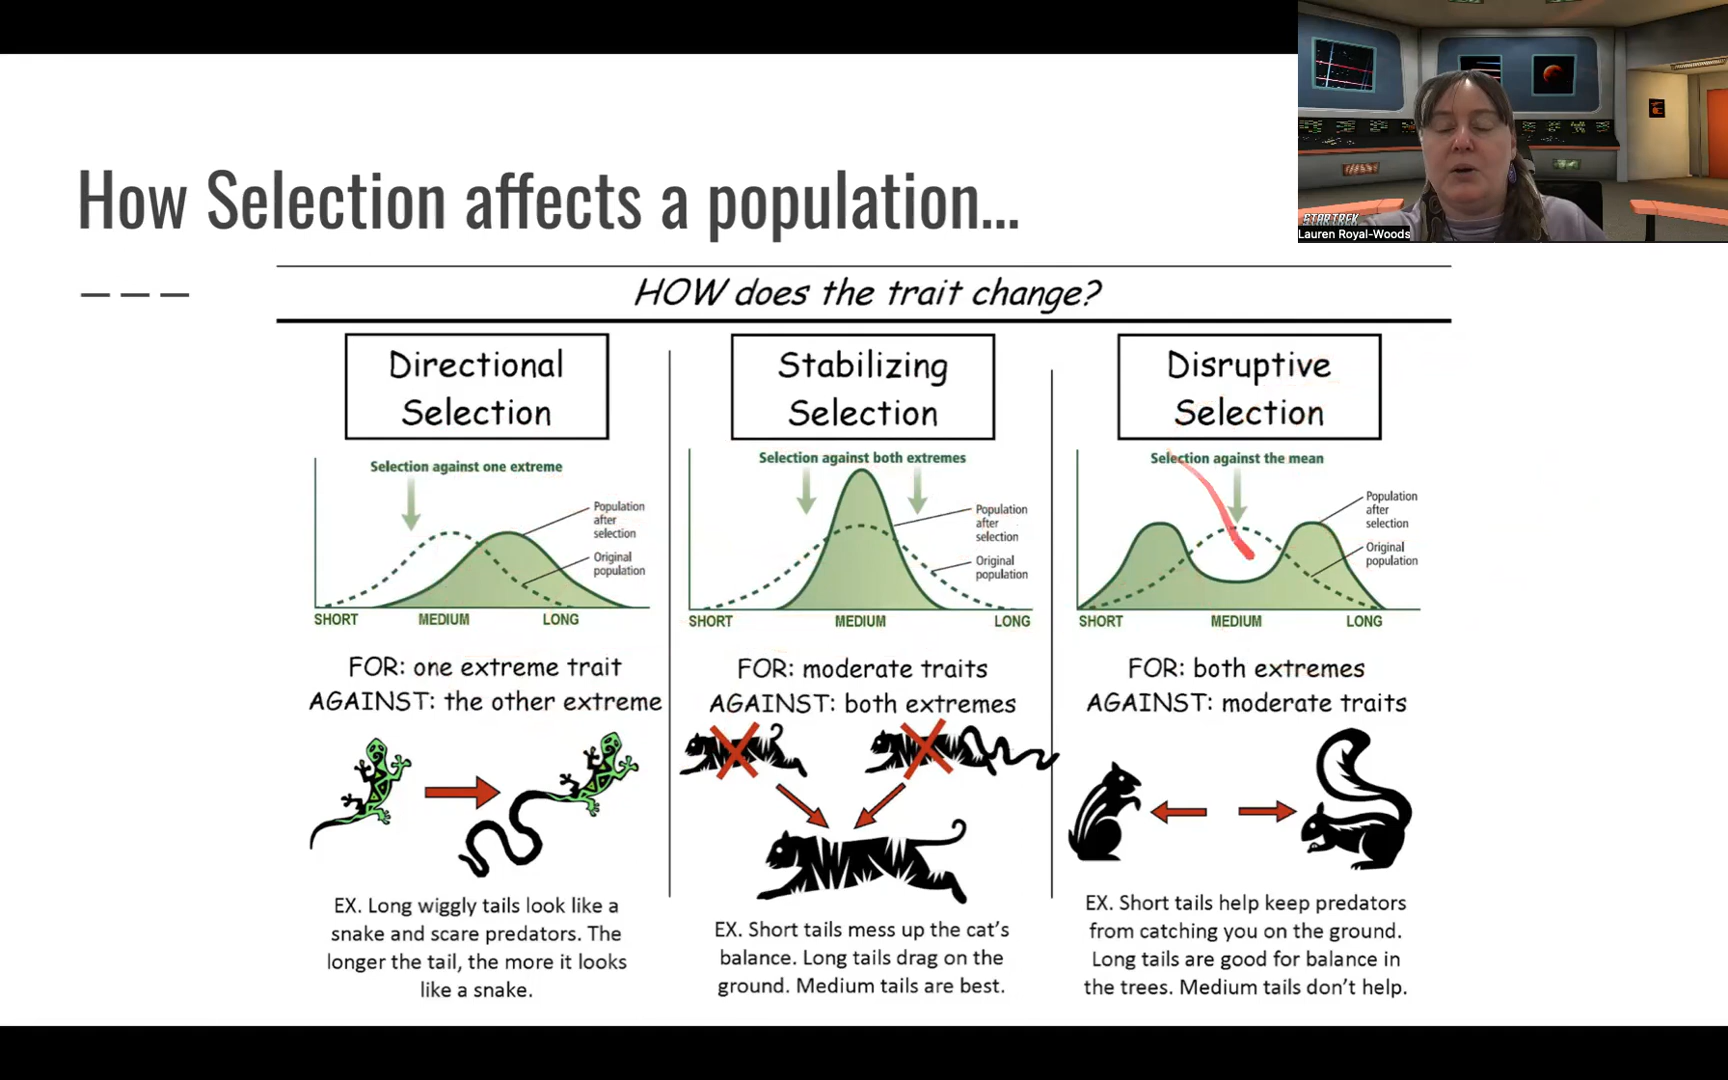 How Selection affects a population...
STAR TREK
Lauren Royal-Woods
HOW does the trait change?
Directional
Selection
Selection against one extreme
Population
after
selection
Original
population
SHORT MEDIUM LONG
FOR: one extreme trait
AGAINST: the other extreme
EX. Long wiggly tails look like a
snake and scare predators. The
longer the tail, the more it looks
like a snake.
Stabilizing
Selection
Selection against both extremes
Population
after
selection
Original
population
SHORT MEDIUM LONG
FOR: moderate traits
AGAINST: both extremes
EX. Short tails mess up the cat's
balance. Long tails drag on the
ground. Medium tails are best.
Disruptive
Selection
Selection against the mean
Population
after
selection
Original
population
SHORT MEDIUM LONG
FOR: both extremes
AGAINST: moderate traits
EX. Short tails help keep predators
from catching you on the ground.
Long tails are good for balance in
the trees. Medium tails don't help.